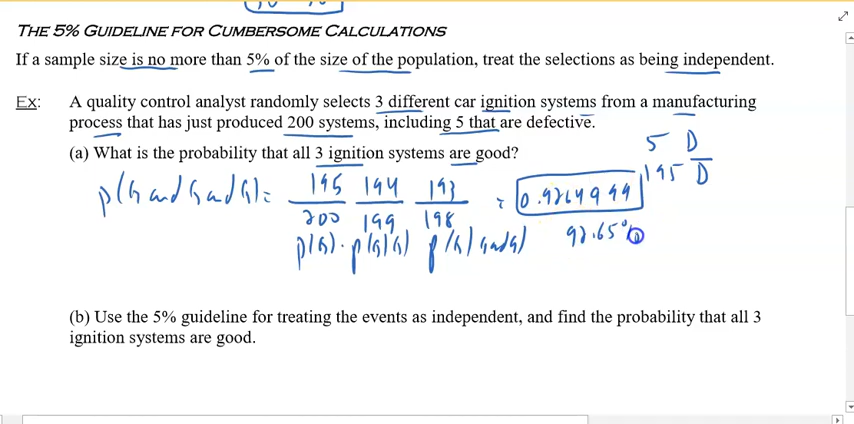 THE 5% GUIDELINE FOR CUMBERSOME CALCULATIONS
If a sample size is no more than 5% of the size of the population, treat the selections as being independent.
Ex: A quality control analyst randomly selects 3 different car ignition systems from a manufacturing
process that has just produced 200 systems, including 5 that are defective.
5 D
(a) What is the probability that all 3 ignition systems are good?
195 D̅
P(G and G and G) = 195/200 194/199 193/198 = 0.9264999
P(G) · P(G|G) P(G|G and G) 92.65%
(b) Use the 5% guideline for treating the events as independent, and find the probability that all 3
ignition systems are good.